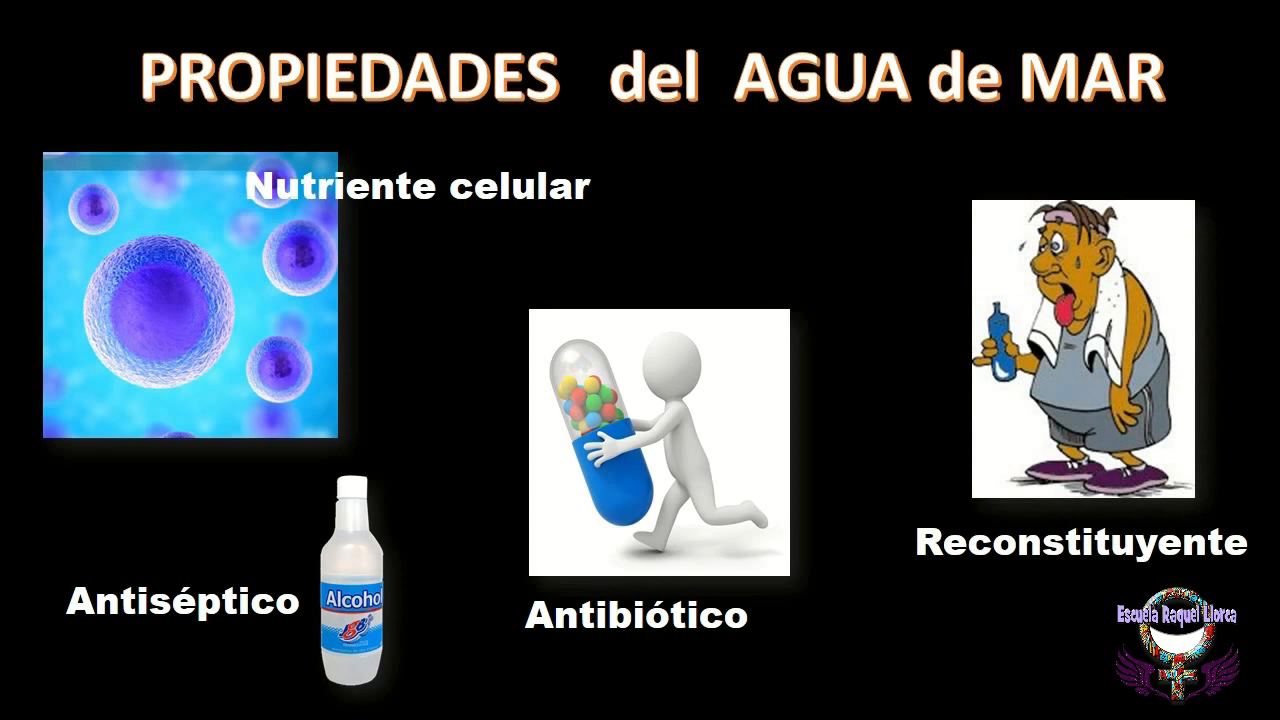 PROPIEDADES del AGUA de MAR
Nutriente celular
Antiséptico
Alcohol
Antibiótico
Reconstituyente
Escuela Raquel Llorca